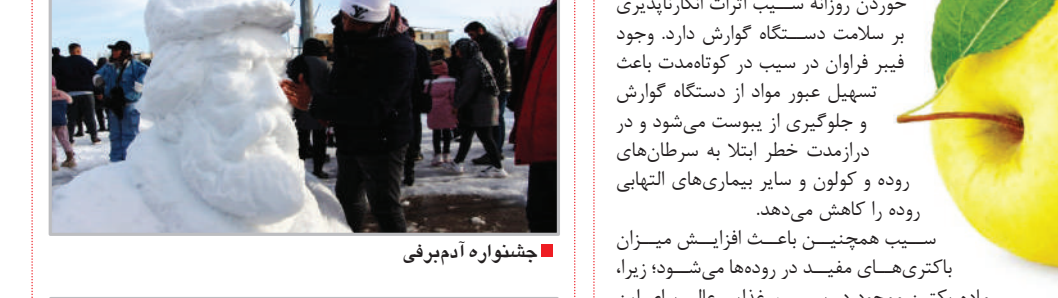 خوردن روزانه سیب اثرات انکارناپذیری
بر سلامت دستگاه گوارش دارد. وجود
فیبر فراوان در سیب در کوتاه‌مدت باعث
تسهیل عبور مواد از دستگاه گوارش
و جلوگیری از یبوست می‌شود و در
درازمدت خطر ابتلا به سرطان‌های
روده و کولون و سایر بیماری‌های التهابی
روده را کاهش می‌دهد.
سیب همچنین باعث افزایش میزان
باکتری‌های مفید در روده‌ها می‌شود؛ زیرا،
جشنواره آدم‌برفی